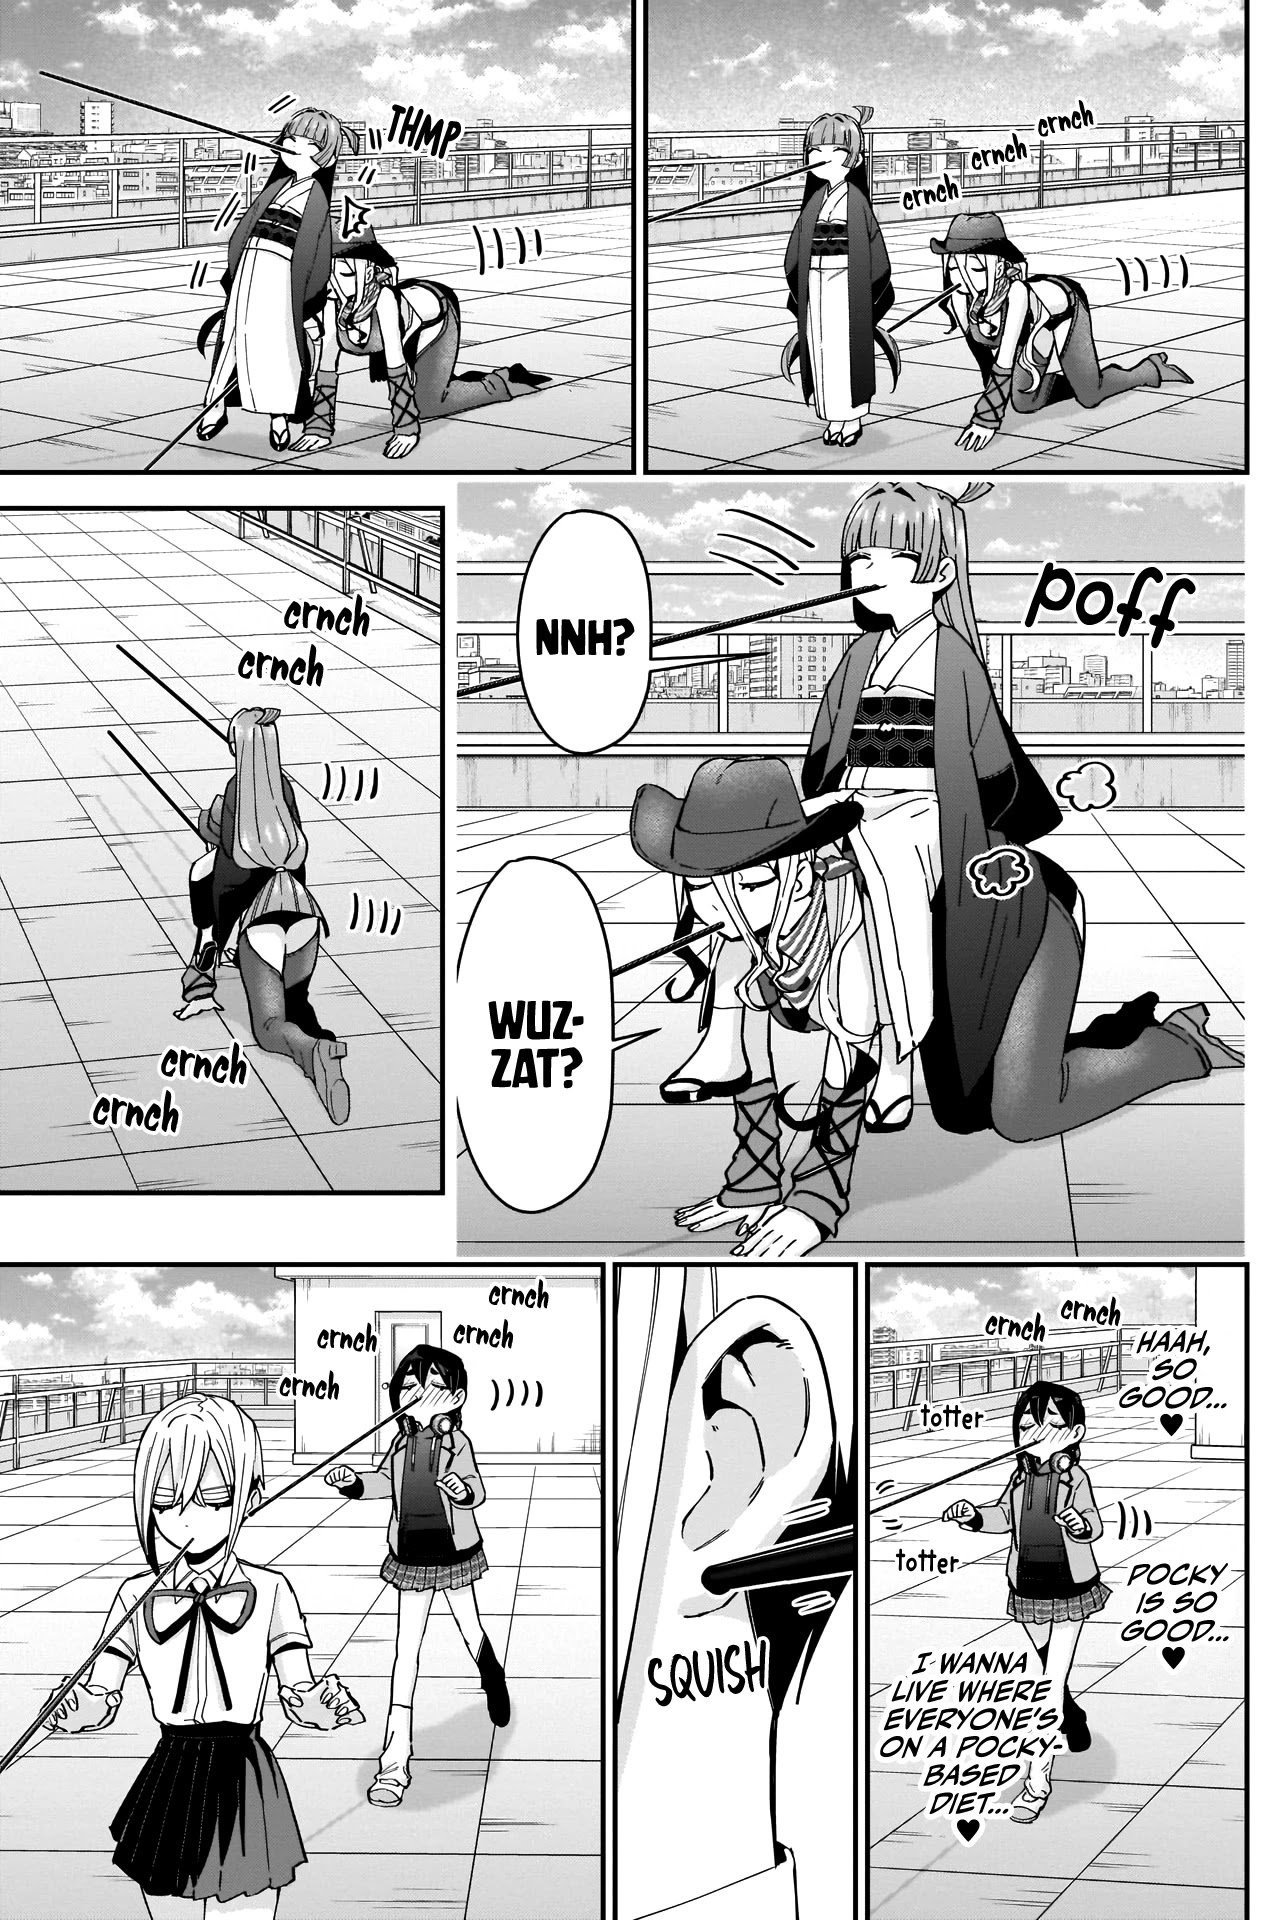 crnch
crnch
crnch
THMP
poff
NNH?
WUZ-
ZAT?
crnch
crnch
crnch
crnch
crnch
crnch
HAAH,
SO
GOOD...
♥
totter
totter
POCKY
IS SO
GOOD...
♥
I WANNA
LIVE WHERE
EVERYONE'S
ON A POCKY-
BASED
DIET...
♥
SQUISH
crnch
crnch
crnch
crnch